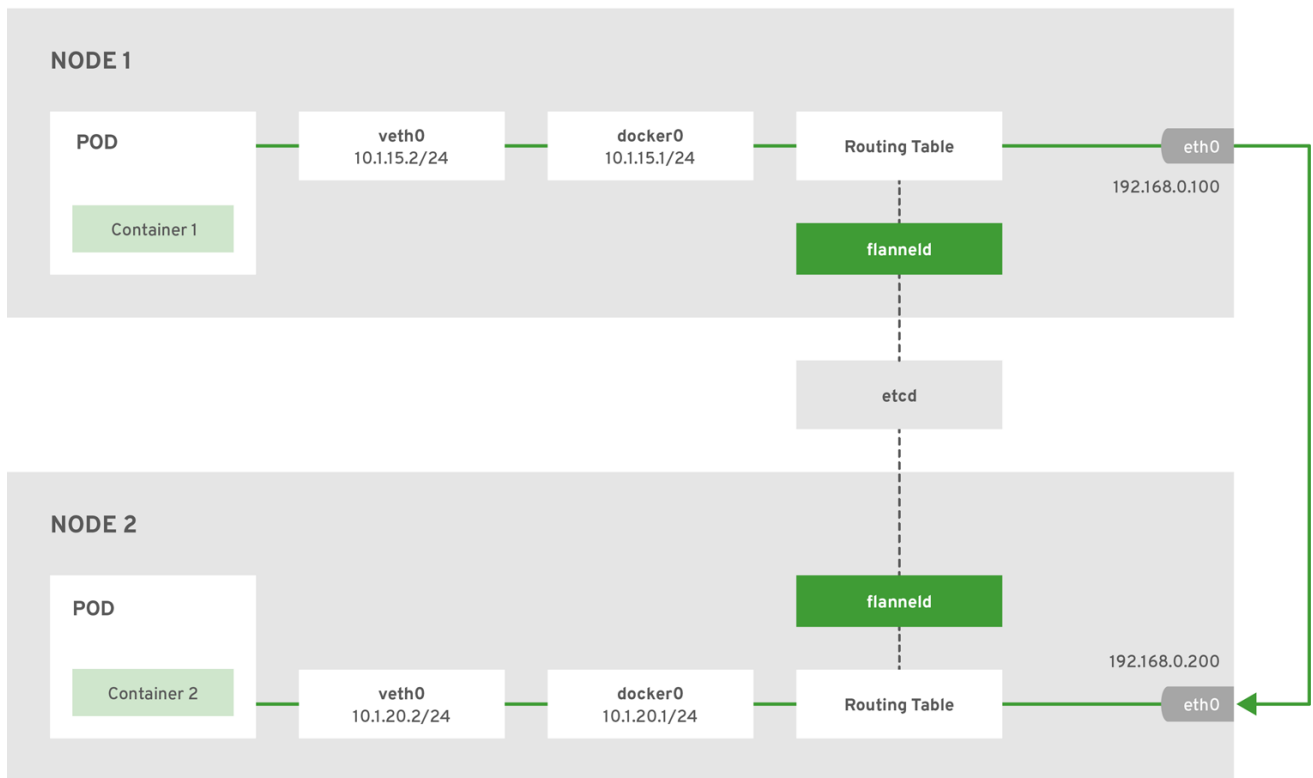 NODE 1
POD
Container 1
veth0
10.1.15.2/24
docker0
10.1.15.1/24
Routing Table
eth0
192.168.0.100
flanneld
etcd
NODE 2
flanneld
POD
Container 2
veth0
10.1.20.2/24
docker0
10.1.20.1/24
Routing Table
192.168.0.200
eth0